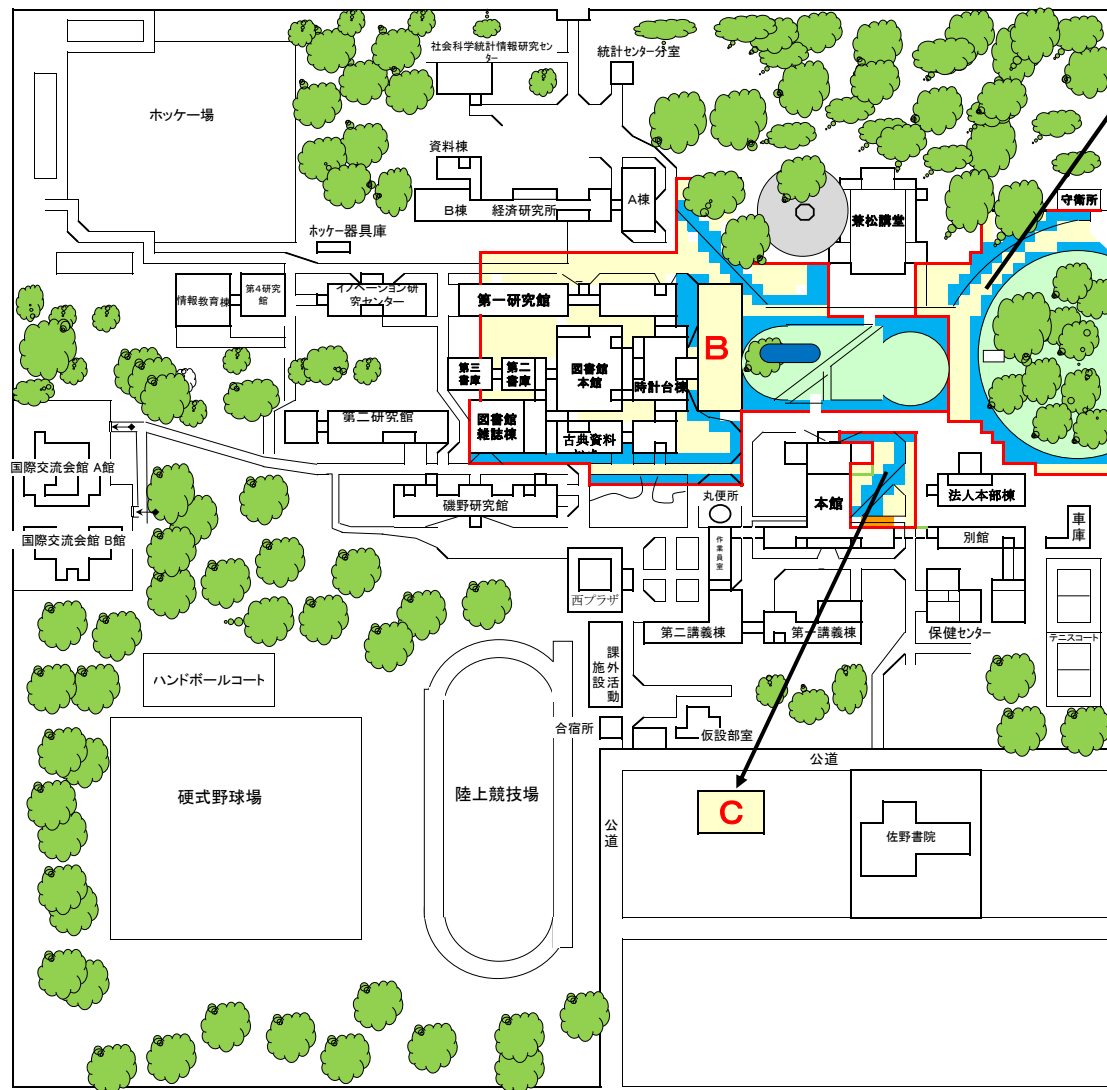 社会科学統計情報研究セン
ター
統計センター分室
ホッケー場
資料棟
B棟
経済研究所
A棟
兼松講堂
守衛所
ホッケー器具庫
情報教育棟
第4研究
館
イノベーション研
究センター
第一研究館
B
第三
書庫
第二
書庫
図書館
本館
時計台棟
第二研究館
図書館
雑誌棟
古典資料
国際交流会館 A館
国際交流会館 B館
磯野研究館
丸便所
本館
法人本部棟
作業員室
別館
車庫
西プラザ
第二講義棟
第一講義棟
保健センター
テニスコート
課外活動
施設
ハンドボールコート
合宿所
仮設部室
公道
硬式野球場
陸上競技場
公道
C
佐野書院